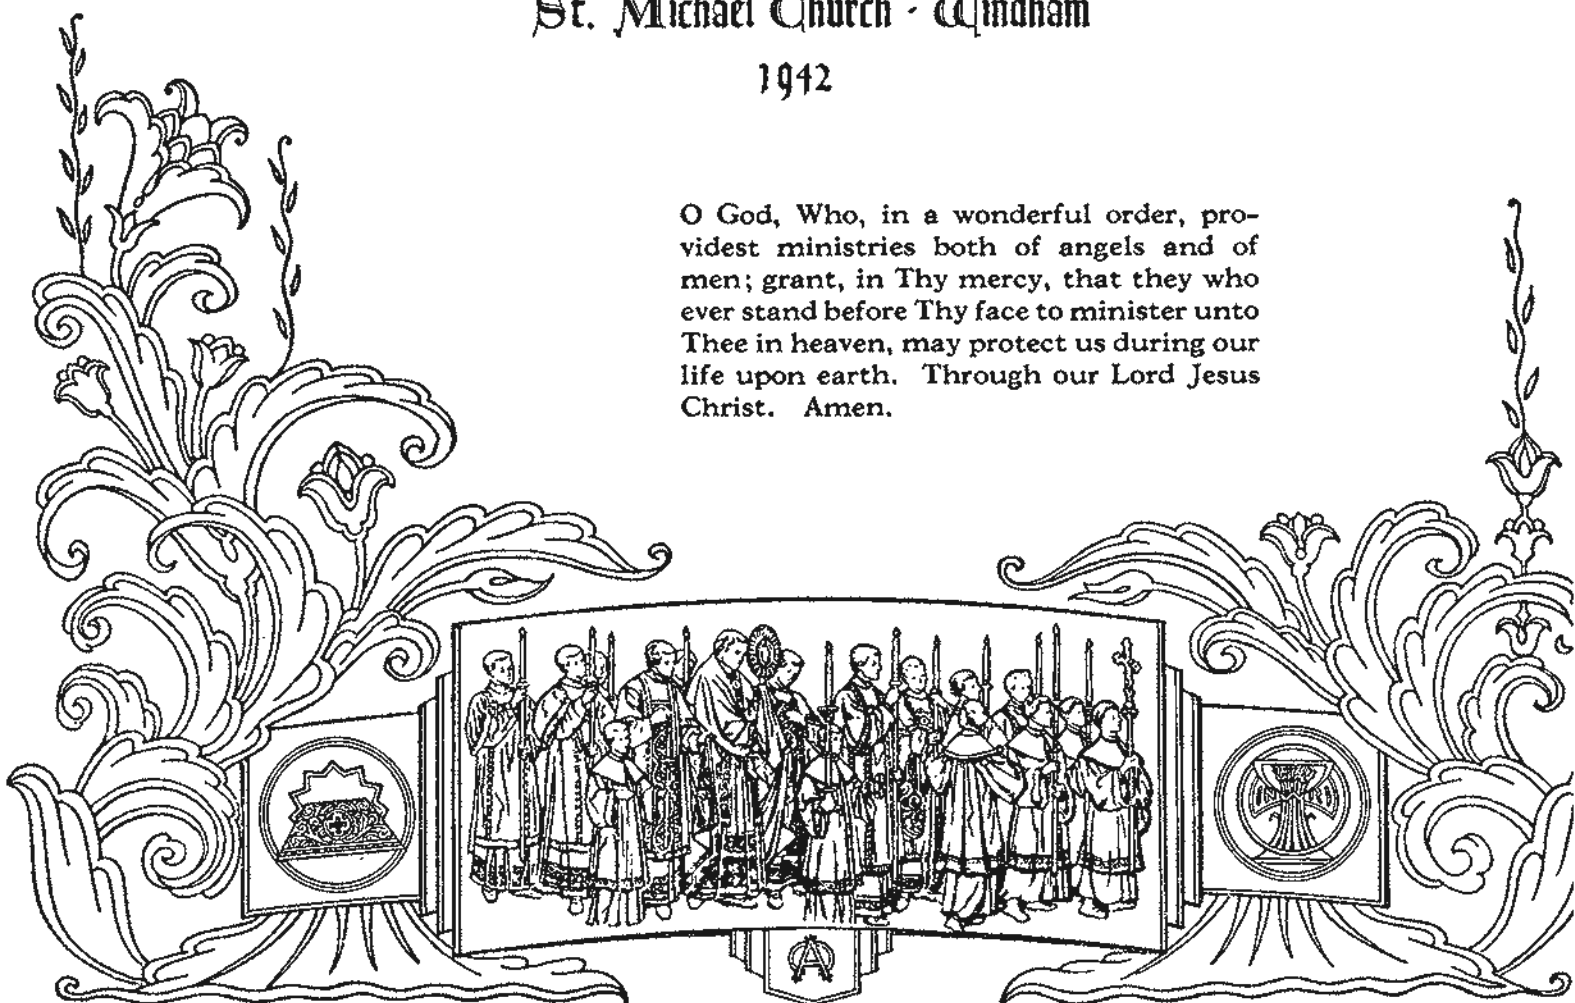 St. Michael Church - Windham
1942
O God, Who, in a wonderful order, pro-
videst ministries both of angels and of
men; grant, in Thy mercy, that they who
ever stand before Thy face to minister unto
Thee in heaven, may protect us during our
life upon earth. Through our Lord Jesus
Christ. Amen.